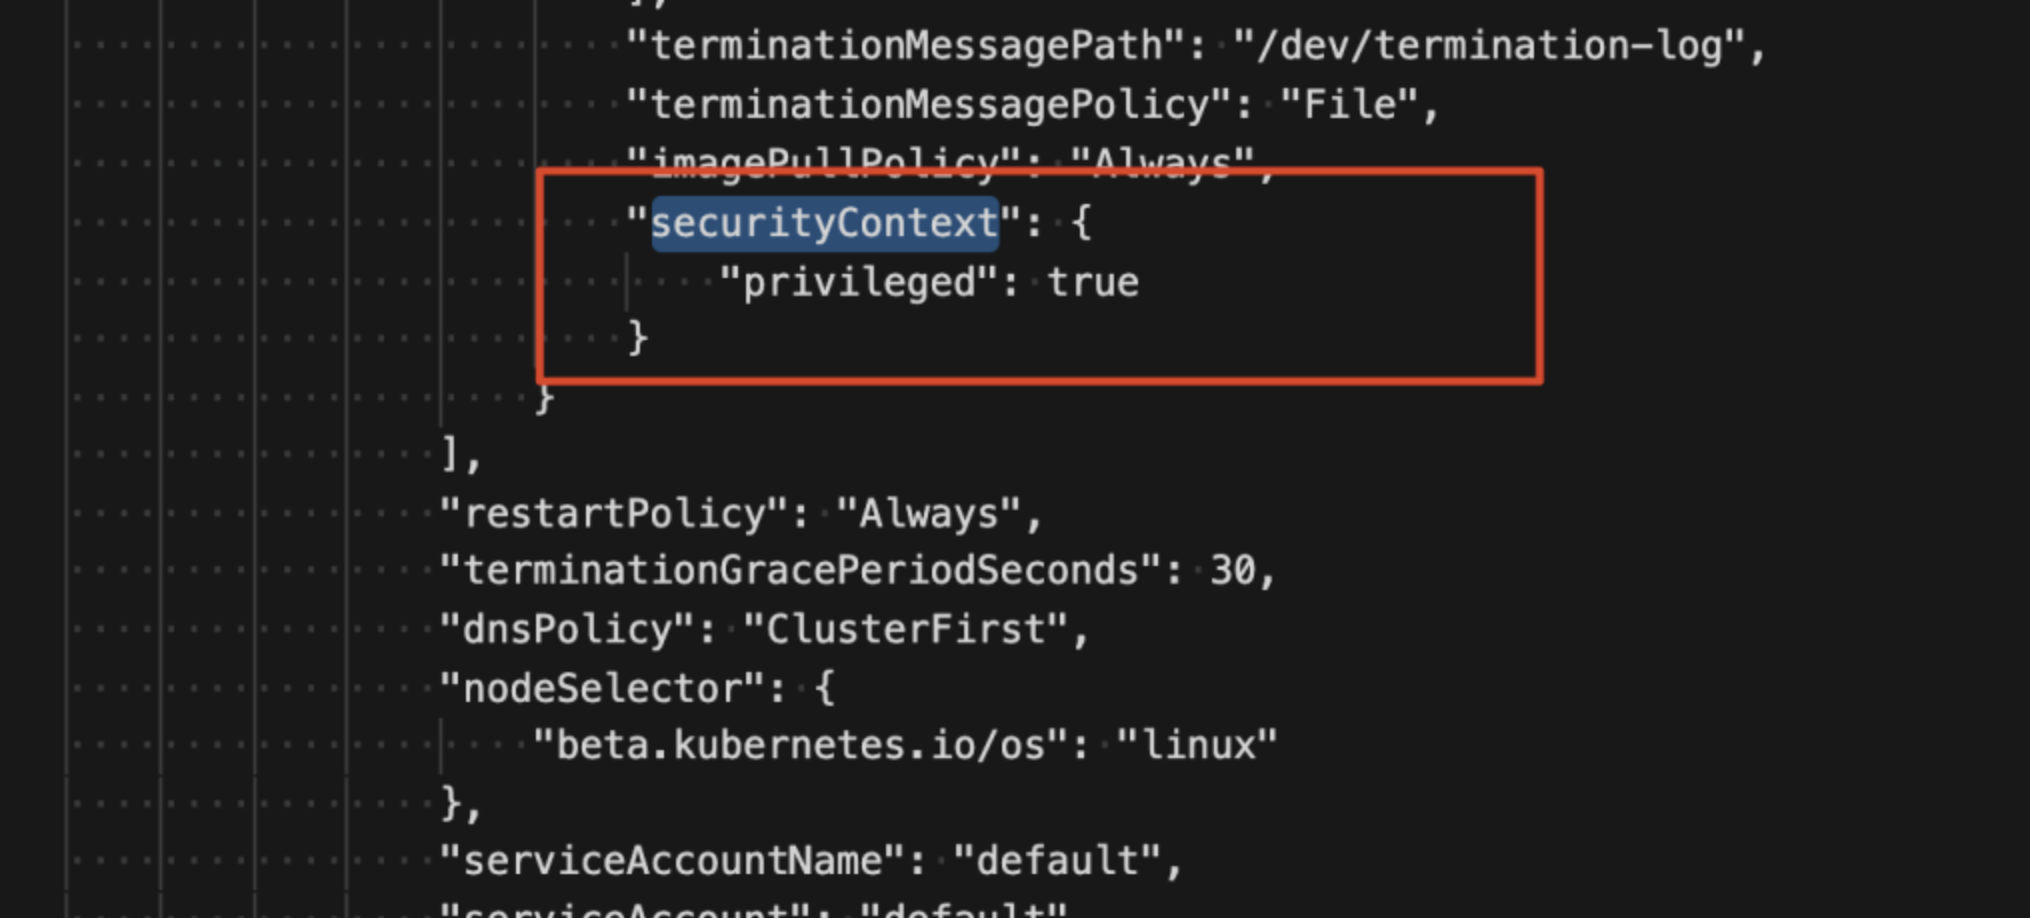 ],
"terminationMessagePath": "/dev/termination-log",
"terminationMessagePolicy": "File",
"imagePullPolicy": "Always",
"securityContext": {
"privileged": true
}
}
],
"restartPolicy": "Always",
"terminationGracePeriodSeconds": 30,
"dnsPolicy": "ClusterFirst",
"nodeSelector": {
"beta.kubernetes.io/os": "linux"
},
"serviceAccountName": "default",
"serviceAccount": "default"